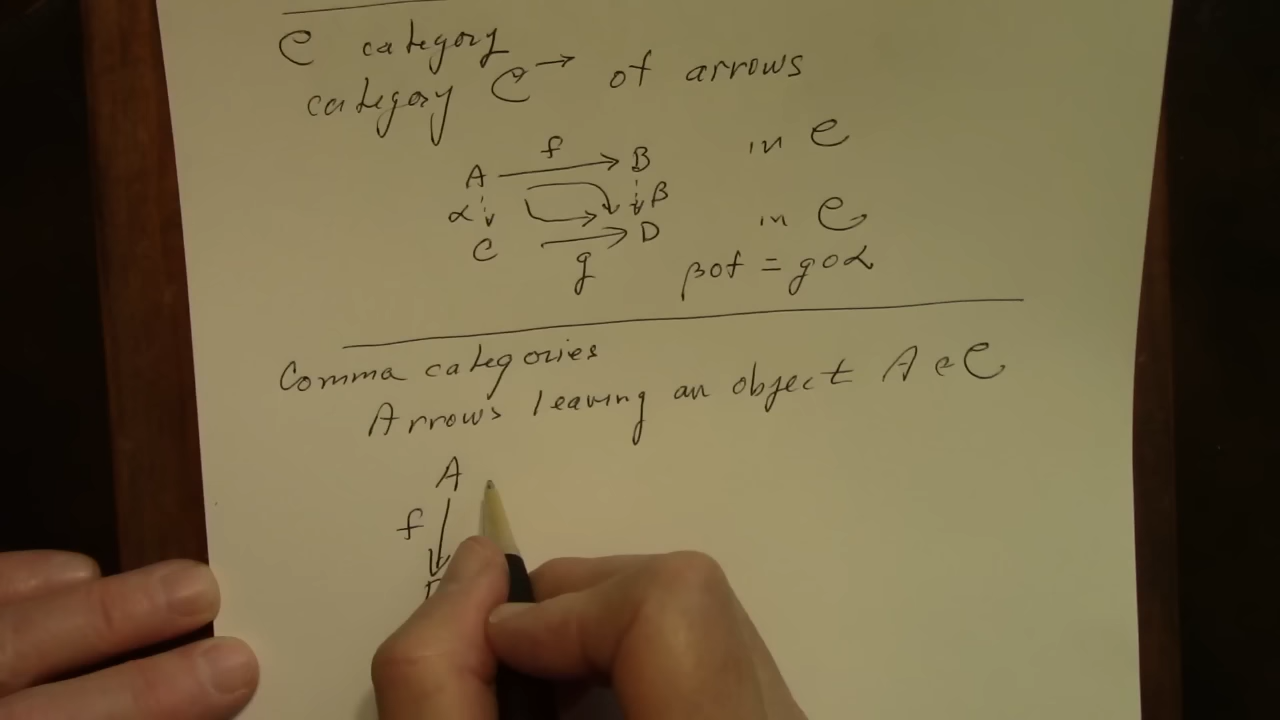 C category
category C→ of arrows
A f→ B in C
α β
C g→ D in C
β∘f = g∘α
Comma categories
Arrows leaving an object A ∈ C
A
f